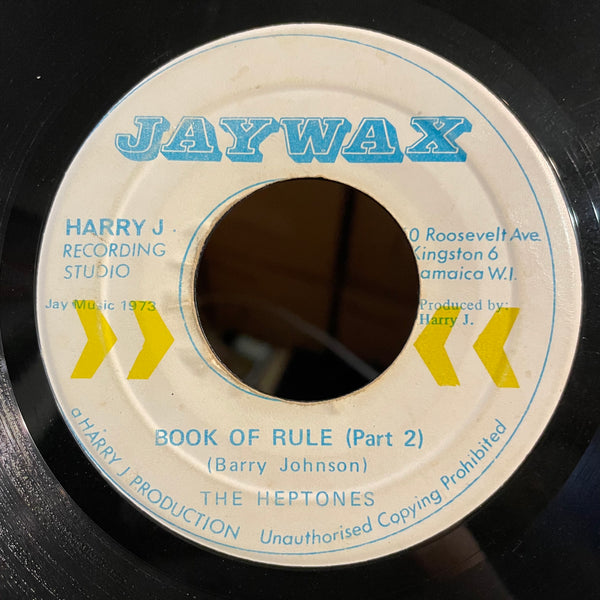 JAYWAX
HARRY J
RECORDING
STUDIO
Roosevelt Ave.
Kingston 6
Jamaica W.I.
Jay Music 1973
Produced by:
Harry J.
BOOK OF RULE (Part 2)
(Barry Johnson)
THE HEPTONES
a HARRY J PRODUCTION
Unauthorised Copying Prohibited